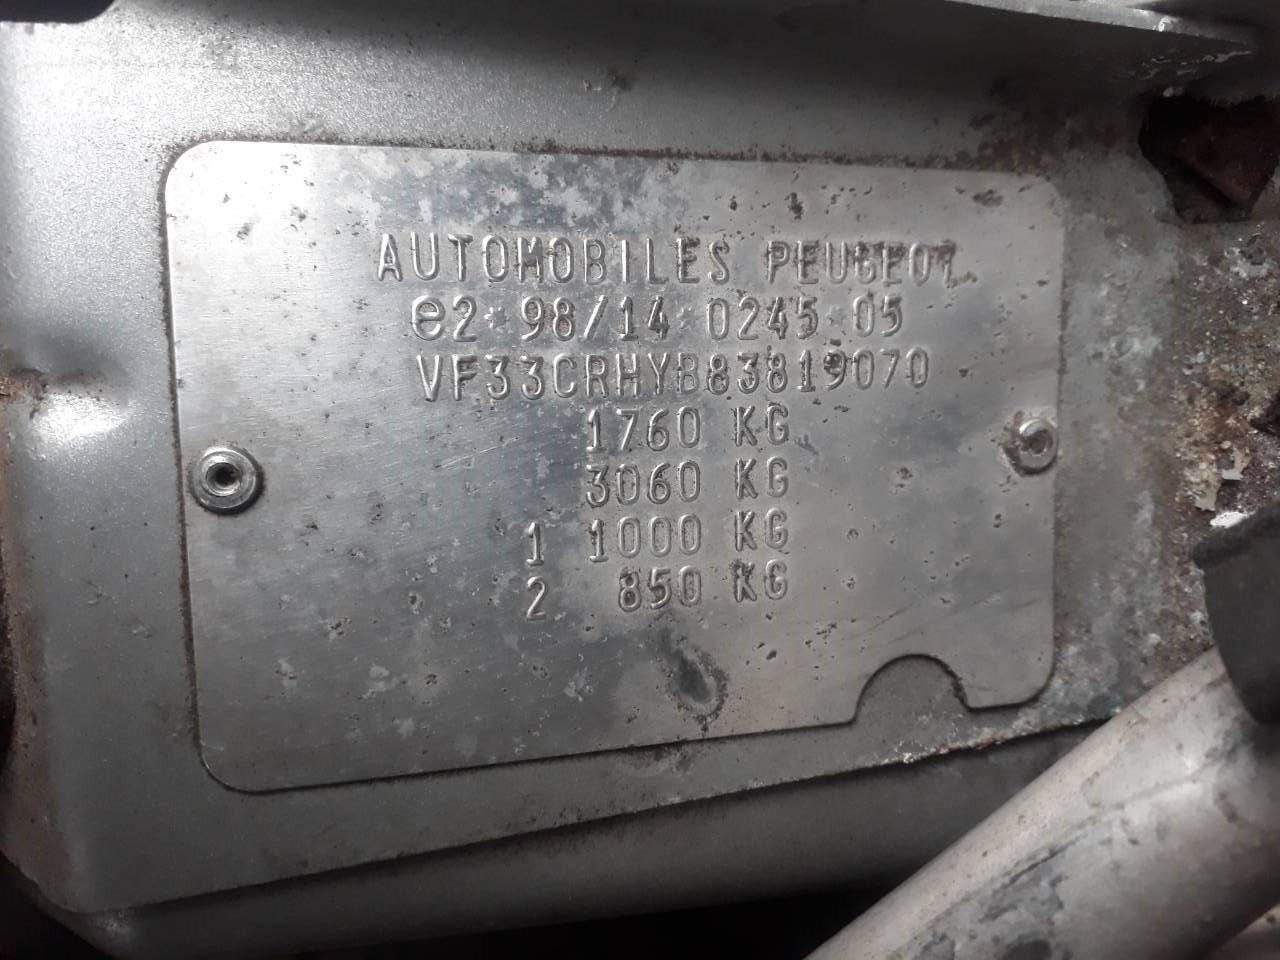 AUTOMOBILES PEUGEOT
e2*98/14*0245*05
VF33CRHYB83819070
1760 KG
3060 KG
1 1000 KG
2 850 KG